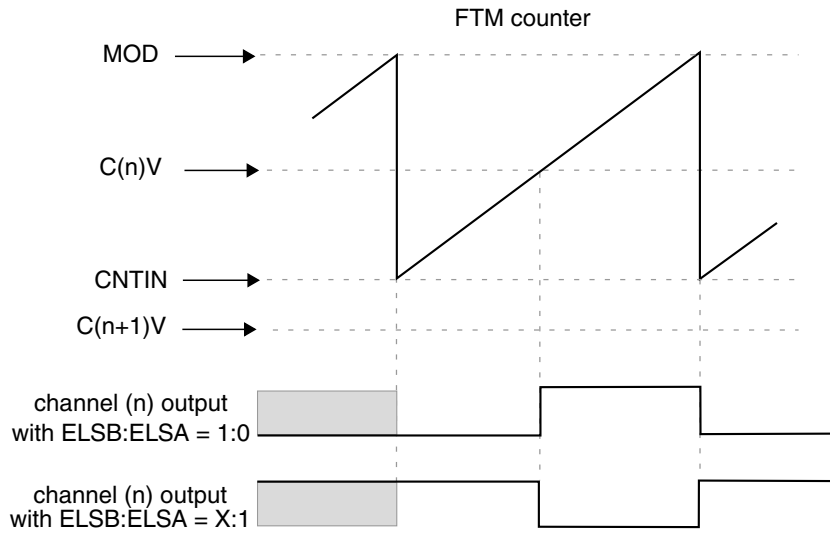 FTM counter
MOD
C(n)V
CNTIN
C(n+1)V
channel (n) output
with ELSB:ELSA = 1:0
channel (n) output
with ELSB:ELSA = X:1